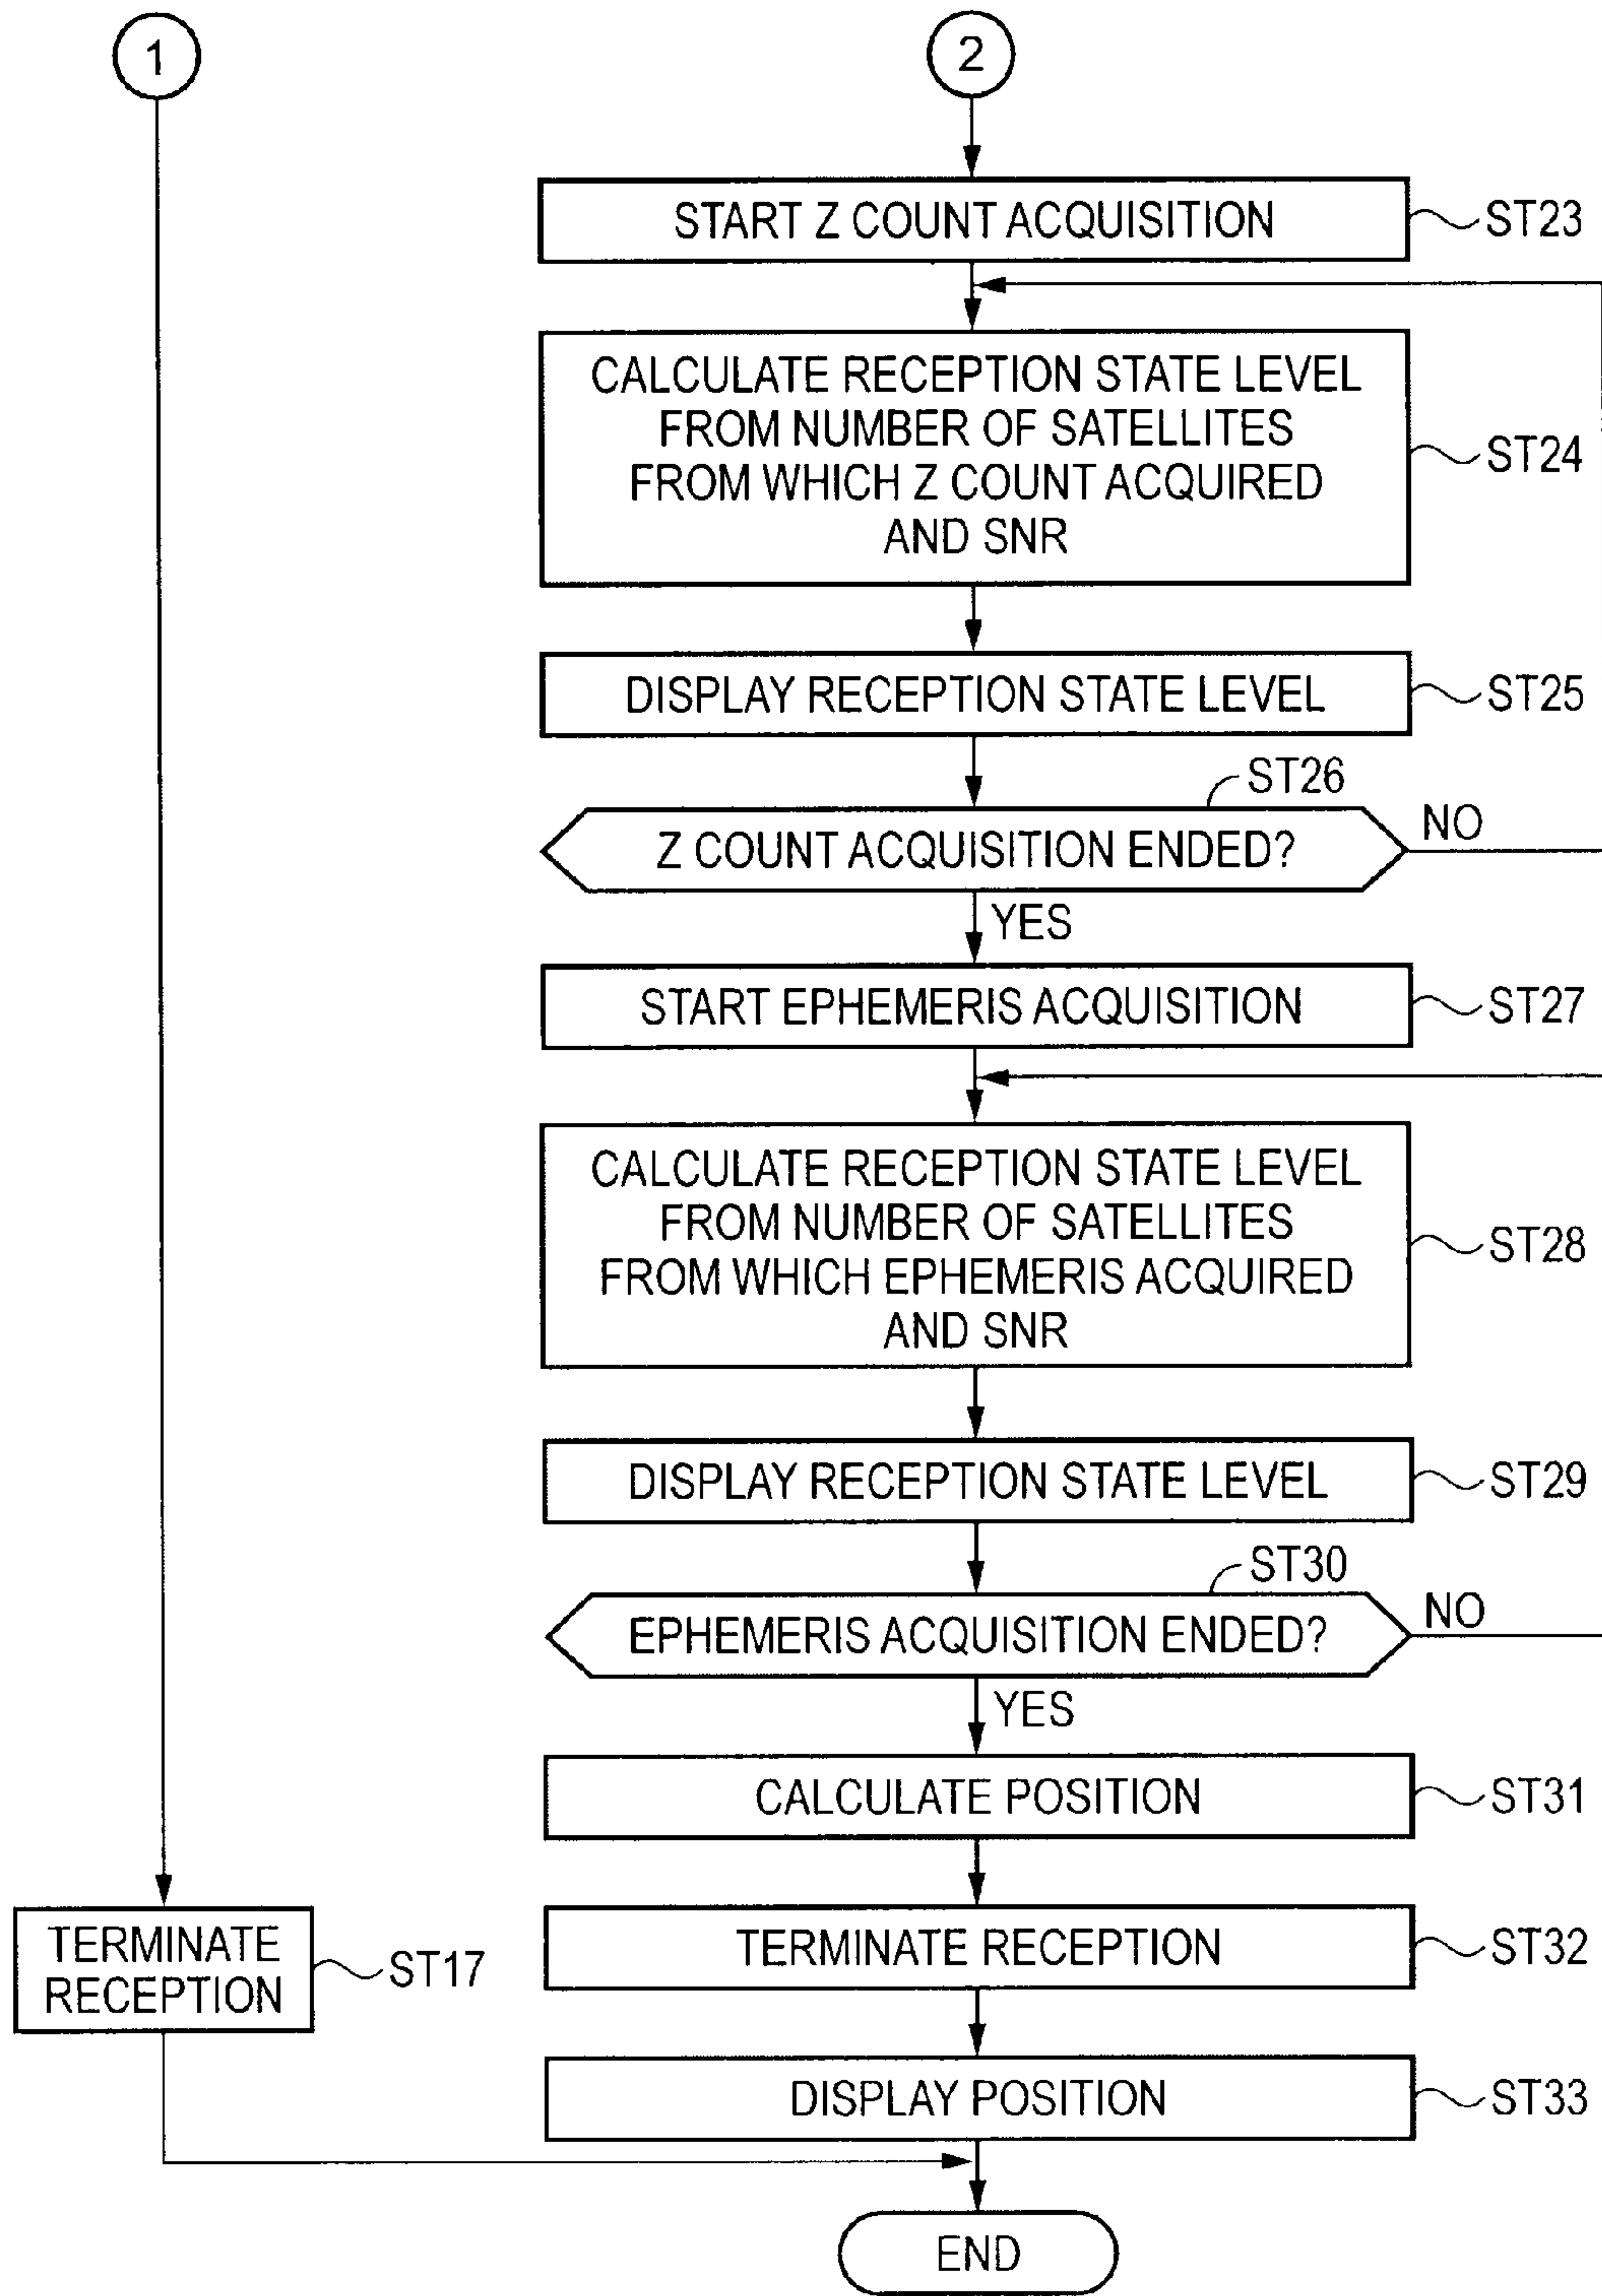 1
2
START Z COUNT ACQUISITION
ST23
CALCULATE RECEPTION STATE LEVEL
FROM NUMBER OF SATELLITES
FROM WHICH Z COUNT ACQUIRED
AND SNR
ST24
DISPLAY RECEPTION STATE LEVEL
ST25
ST26
Z COUNT ACQUISITION ENDED?
NO
YES
START EPHEMERIS ACQUISITION
ST27
CALCULATE RECEPTION STATE LEVEL
FROM NUMBER OF SATELLITES
FROM WHICH EPHEMERIS ACQUIRED
AND SNR
ST28
DISPLAY RECEPTION STATE LEVEL
ST29
ST30
EPHEMERIS ACQUISITION ENDED?
NO
YES
CALCULATE POSITION
ST31
TERMINATE
RECEPTION
ST17
TERMINATE RECEPTION
ST32
DISPLAY POSITION
ST33
END